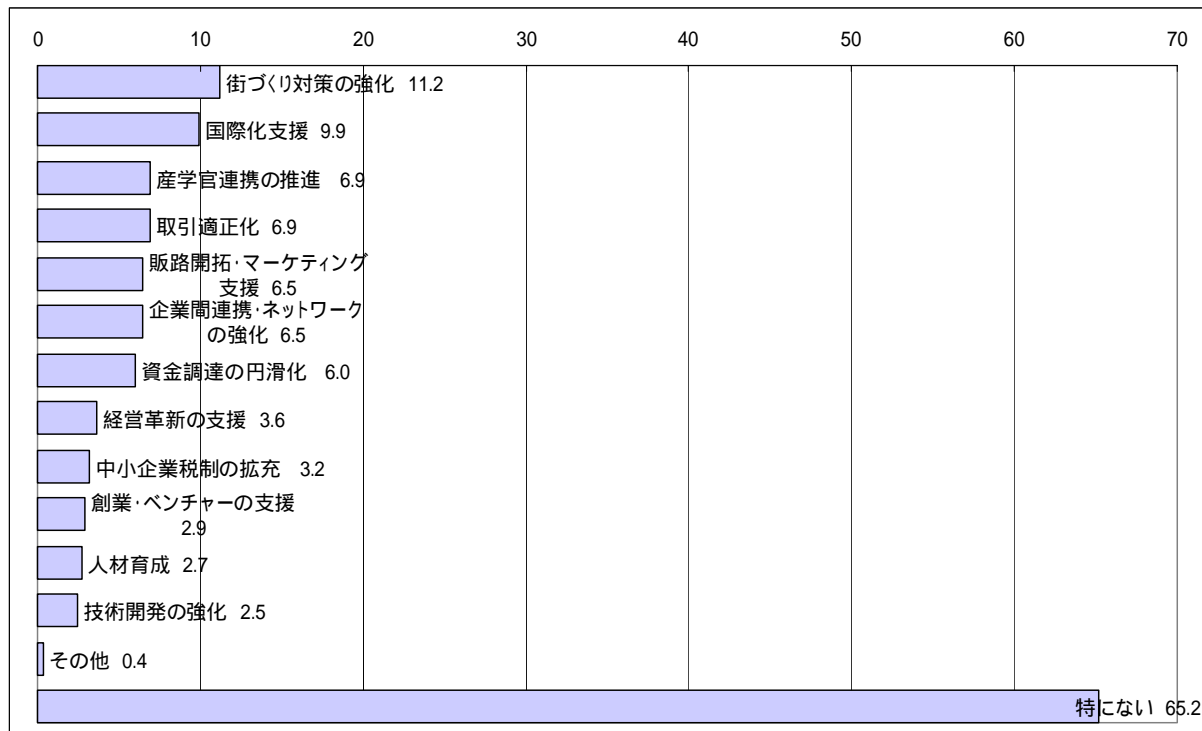 0 10 20 30 40 50 60 70
街づくり対策の強化 11.2
国際化支援 9.9
産学官連携の推進 6.9
取引適正化 6.9
販路開拓・マーケティング
支援 6.5
企業間連携・ネットワーク
の強化 6.5
資金調達の円滑化 6.0
経営革新の支援 3.6
中小企業税制の拡充 3.2
創業・ベンチャーの支援
2.9
人材育成 2.7
技術開発の強化 2.5
その他 0.4
特にない 65.2